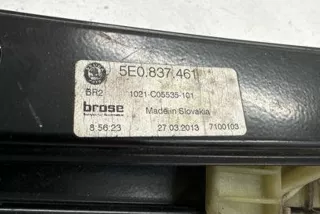 5E0.837.461
BR2
1021-C05535-101
brose
Made in Slovakia
8:56:23
27.03.2013
7100103